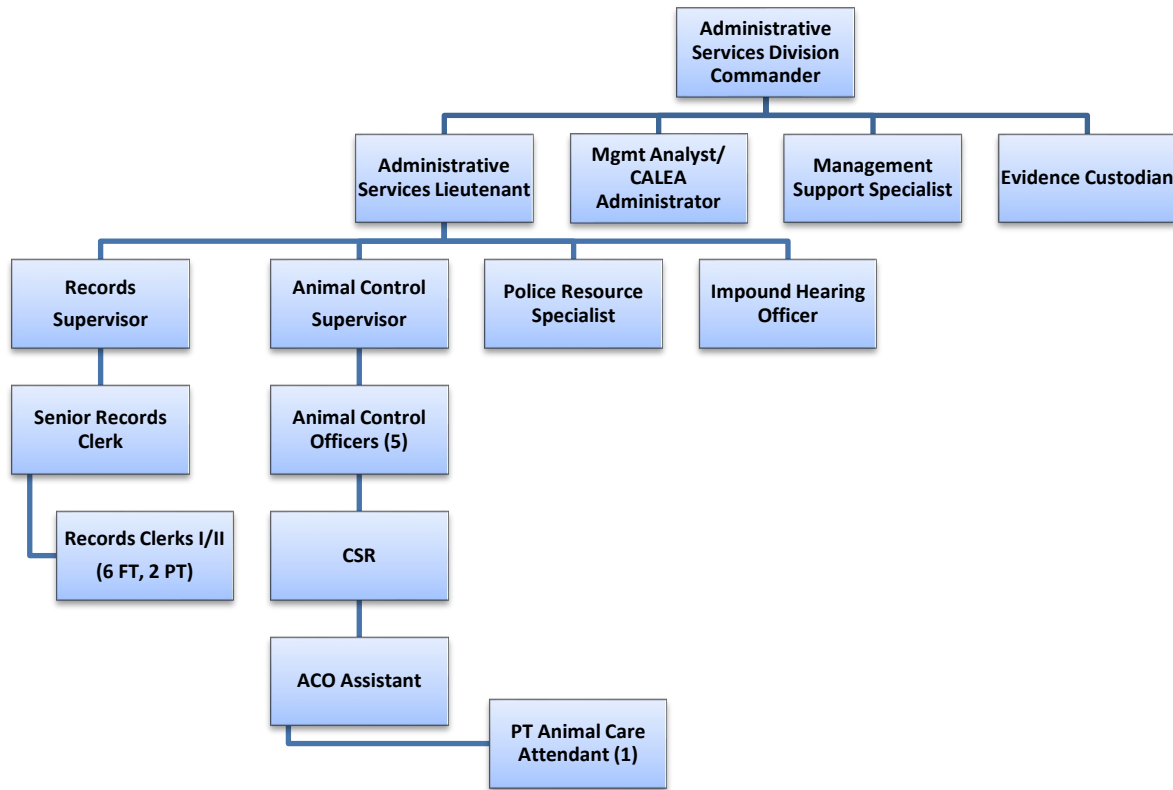 Administrative
Services Division
Commander
Administrative
Services Lieutenant
Mgmt Analyst/
CALEA
Administrator
Management
Support Specialist
Evidence Custodian
Records
Supervisor
Animal Control
Supervisor
Police Resource
Specialist
Impound Hearing
Officer
Senior Records
Clerk
Animal Control
Officers (5)
Records Clerks I/II
(6 FT, 2 PT)
CSR
ACO Assistant
PT Animal Care
Attendant (1)